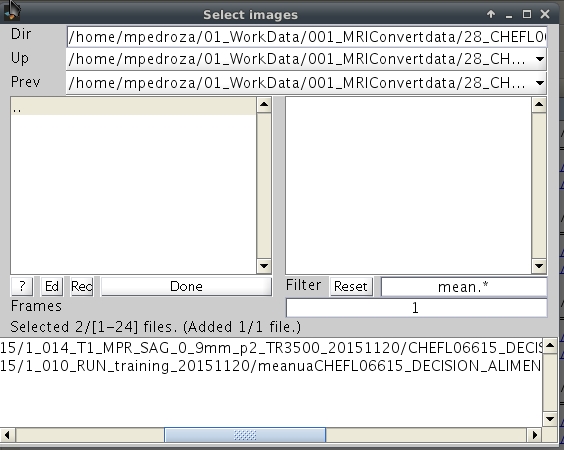 Select images
Dir /home/mpedroza/01_WorkData/001_MRIConvertdata/28_CHEFL0
Up /home/mpedroza/01_WorkData/001_MRIConvertdata/28_CH...
Prev /home/mpedroza/01_WorkData/001_MRIConvertdata/28_CH...
..
? Ed Rec Done Filter Reset mean.*
Frames 1
Selected 2/[1-24] files. (Added 1/1 file.)
15/1_014_T1_MPR_SAG_0_9mm_p2_TR3500_20151120/CHEFL06615_DECIS
15/1_010_RUN_training_20151120/meanuaCHEFL06615_DECISION_ALIMEN